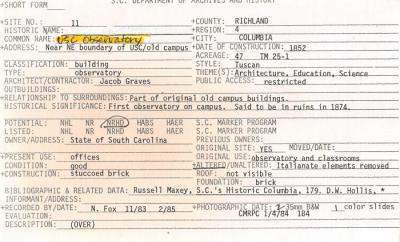 +SHORT FORM S.C. DEPARTMENT OF ARCHIVES AND HISTORY
+SITE NO.: 11 +COUNTY: RICHLAND
HISTORIC NAME: +REGION: 4
COMMON NAME: USC Observatory +CITY: COLUMBIA
+ADDRESS: Near NE boundary of USC/old campus +DATE OF CONSTRUCTION: 1852
ACREAGE: 47 TM 25-1
CLASSIFICATION: building STYLE: Tuscan
TYPE: observatory THEME(S): Architecture, Education, Science
ARCHITECT/CONTRACTOR: Jacob Graves PUBLIC ACCESS: restricted
OUTBUILDINGS:
+RELATIONSHIP TO SURROUNDINGS: Part of original old campus buildings.
HISTORICAL SIGNIFICANCE: First observatory on campus. Said to be in ruins in 1874.
POTENTIAL: NHL NR NRHD HABS HAER S.C. MARKER PROGRAM
LISTED: NHL NR NRHD HABS HAER S.C. MARKER PROGRAM
OWNER/ADDRESS: State of South Carolina PREVIOUS OWNERS:
ORIGINAL SITE: YES MOVED/DATE:
+PRESENT USE: offices ORIGINAL USE: observatory and classrooms
CONDITION: good +ALTERED/UNALTERED: Italianate elements removed
+CONSTRUCTION: stuccoed brick ROOF: not visible
FOUNDATION: brick
BIBLIOGRAPHIC & RELATED DATA: Russell Maxey, S.C.'s Historic Columbia, 179. D.W. Hollis, *
INFORMANT/ADDRESS:
+RECORDED BY/DATE: N. Fox 11/83 2/85 +PHOTOGRAPHIC DATE: 35mm B&W 1 color slides
EVALUATION: CMRPC 1/4/84 184
DESCRIPTION: (OVER)